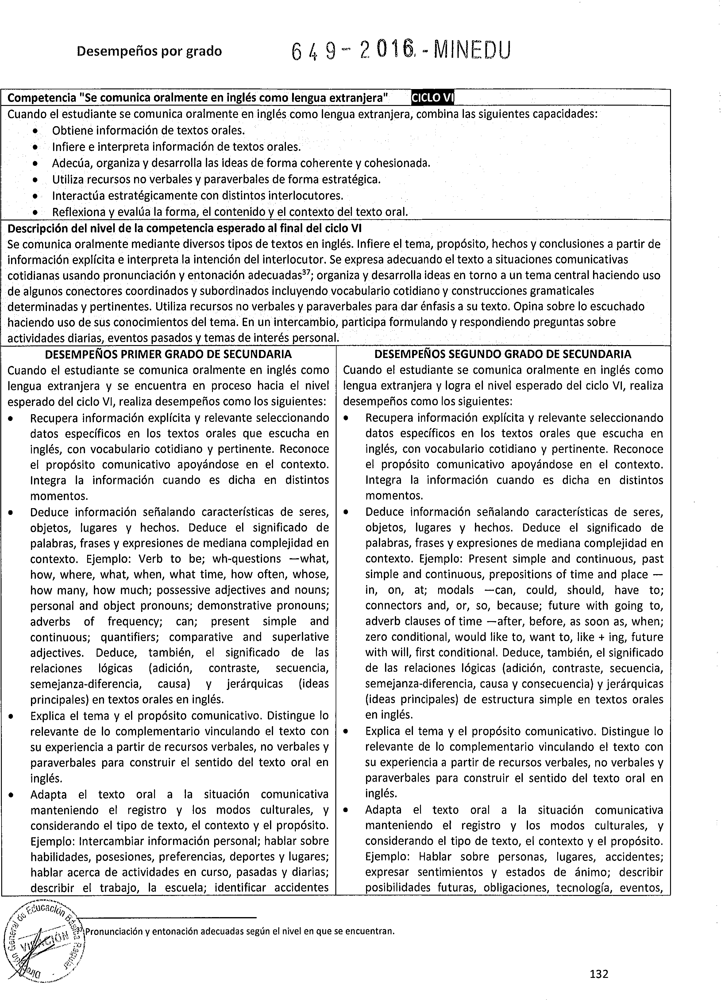 Desempeños por grado
649-2016.-MINEDU
Competencia "Se comunica oralmente en inglés como lengua extranjera" CICLO VI
Cuando el estudiante se comunica oralmente en inglés como lengua extranjera, combina las siguientes capacidades:
• Obtiene información de textos orales.
• Infiere e interpreta información de textos orales.
• Adecúa, organiza y desarrolla las ideas de forma coherente y cohesionada.
• Utiliza recursos no verbales y paraverbales de forma estratégica.
• Interactúa estratégicamente con distintos interlocutores.
• Reflexiona y evalúa la forma, el contenido y el contexto del texto oral.
Descripción del nivel de la competencia esperado al final del ciclo VI
Se comunica oralmente mediante diversos tipos de textos en inglés. Infiere el tema, propósito, hechos y conclusiones a partir de
información explícita e interpreta la intención del interlocutor. Se expresa adecuando el texto a situaciones comunicativas
cotidianas usando pronunciación y entonación adecuadas³⁷; organiza y desarrolla ideas en torno a un tema central haciendo uso
de algunos conectores coordinados y subordinados incluyendo vocabulario cotidiano y construcciones gramaticales
determinadas y pertinentes. Utiliza recursos no verbales y paraverbales para dar énfasis a su texto. Opina sobre lo escuchado
haciendo uso de sus conocimientos del tema. En un intercambio, participa formulando y respondiendo preguntas sobre
actividades diarias, eventos pasados y temas de interés personal.
DESEMPEÑOS PRIMER GRADO DE SECUNDARIA
Cuando el estudiante se comunica oralmente en inglés como
lengua extranjera y se encuentra en proceso hacia el nivel
esperado del ciclo VI, realiza desempeños como los siguientes:
• Recupera información explícita y relevante seleccionando
datos específicos en los textos orales que escucha en
inglés, con vocabulario cotidiano y pertinente. Reconoce
el propósito comunicativo apoyándose en el contexto.
Integra la información cuando es dicha en distintos
momentos.
• Deduce información señalando características de seres,
objetos, lugares y hechos. Deduce el significado de
palabras, frases y expresiones de mediana complejidad en
contexto. Ejemplo: Verb to be; wh-questions —what,
how, where, what, when, what time, how often, whose,
how many, how much; possessive adjectives and nouns;
personal and object pronouns; demonstrative pronouns;
adverbs of frequency; can; present simple and
continuous; quantifiers; comparative and superlative
adjectives. Deduce, también, el significado de las
relaciones lógicas (adición, contraste, secuencia,
semejanza-diferencia, causa) y jerárquicas (ideas
principales) en textos orales en inglés.
• Explica el tema y el propósito comunicativo. Distingue lo
relevante de lo complementario vinculando el texto con
su experiencia a partir de recursos verbales, no verbales y
paraverbales para construir el sentido del texto oral en
inglés.
• Adapta el texto oral a la situación comunicativa
manteniendo el registro y los modos culturales, y
considerando el tipo de texto, el contexto y el propósito.
Ejemplo: Intercambiar información personal; hablar sobre
habilidades, posesiones, preferencias, deportes y lugares;
hablar acerca de actividades en curso, pasadas y diarias;
describir el trabajo, la escuela; identificar accidentes
DESEMPEÑOS SEGUNDO GRADO DE SECUNDARIA
Cuando el estudiante se comunica oralmente en inglés como
lengua extranjera y logra el nivel esperado del ciclo VI, realiza
desempeños como los siguientes:
• Recupera información explícita y relevante seleccionando
datos específicos en los textos orales que escucha en
inglés, con vocabulario cotidiano y pertinente. Reconoce
el propósito comunicativo apoyándose en el contexto.
Integra la información cuando es dicha en distintos
momentos.
• Deduce información señalando características de seres,
objetos, lugares y hechos. Deduce el significado de
palabras, frases y expresiones de mediana complejidad en
contexto. Ejemplo: Present simple and continuous, past
simple and continuous, prepositions of time and place —
in, on, at; modals —can, could, should, have to;
connectors and, or, so, because; future with going to,
adverb clauses of time —after, before, as soon as, when;
zero conditional, would like to, want to, like + ing, future
with will, first conditional. Deduce, también, el significado
de las relaciones lógicas (adición, contraste, secuencia,
semejanza-diferencia, causa y consecuencia) y jerárquicas
(ideas principales) de estructura simple en textos orales
en inglés.
• Explica el tema y el propósito comunicativo. Distingue lo
relevante de lo complementario vinculando el texto con
su experiencia a partir de recursos verbales, no verbales y
paraverbales para construir el sentido del texto oral en
inglés.
• Adapta el texto oral a la situación comunicativa
manteniendo el registro y los modos culturales, y
considerando el tipo de texto, el contexto y el propósito.
Ejemplo: Hablar sobre personas, lugares, accidentes;
expresar sentimientos y estados de ánimo; describir
posibilidades futuras, obligaciones, tecnología, eventos,
³⁷ Pronunciación y entonación adecuadas según el nivel en que se encuentran.
Dirección General de Educación Básica Regular
VISACIÓN
132